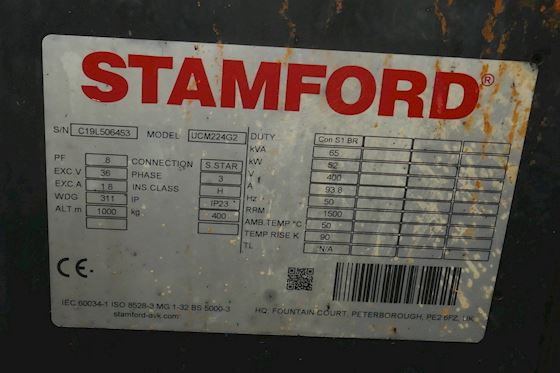 STAMFORD®
S/N C19L506453 MODEL UCM224G2 DUTY Con S1 BR
kVA 65
PF .8 CONNECTION S.STAR kW 52
EXC.V 36 PHASE 3 V 400
EXC.A 1.8 INS.CLASS H A 93.8
WDG 311 IP IP23 Hz 50
ALT m 1000 kg 400 RPM 1500
AMB.TEMP °C 50
TEMP.RISE K 90
TL N/A
CE
IEC 60034-1 ISO 8528-3 MG 1-32 BS 5000-3
stamford-avk.com
HQ, FOUNTAIN COURT, PETERBOROUGH, PE2 6FZ, UK